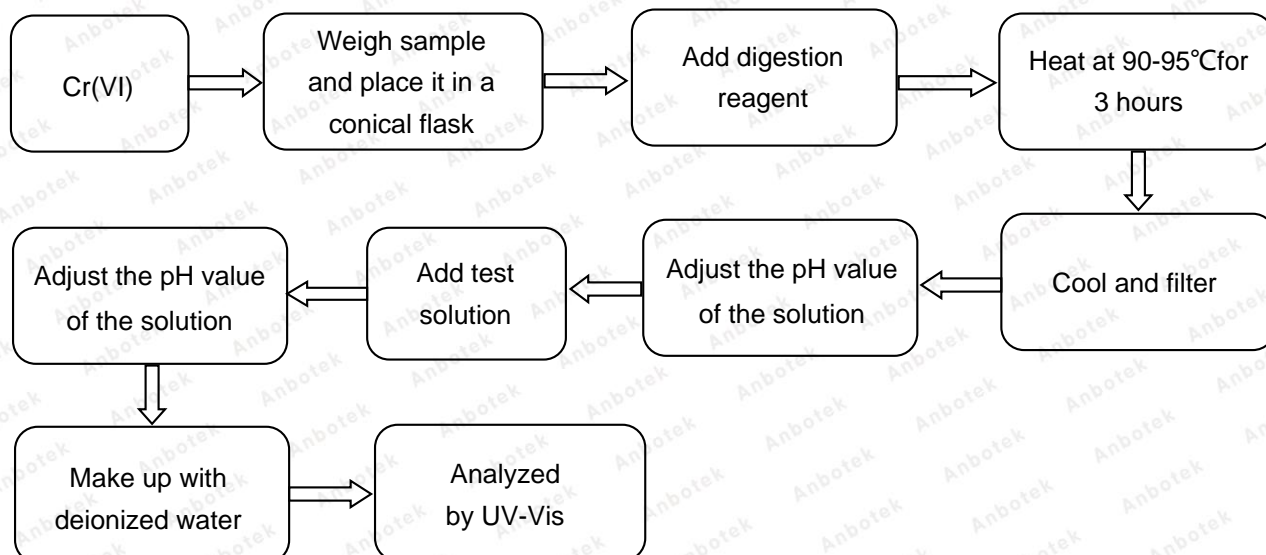 Cr(VI)
Weigh sample
and place it in a
conical flask
Add digestion
reagent
Heat at 90-95℃for
3 hours
Cool and filter
Adjust the pH value
of the solution
Add test
solution
Adjust the pH value
of the solution
Make up with
deionized water
Analyzed
by UV-Vis
Anbotek